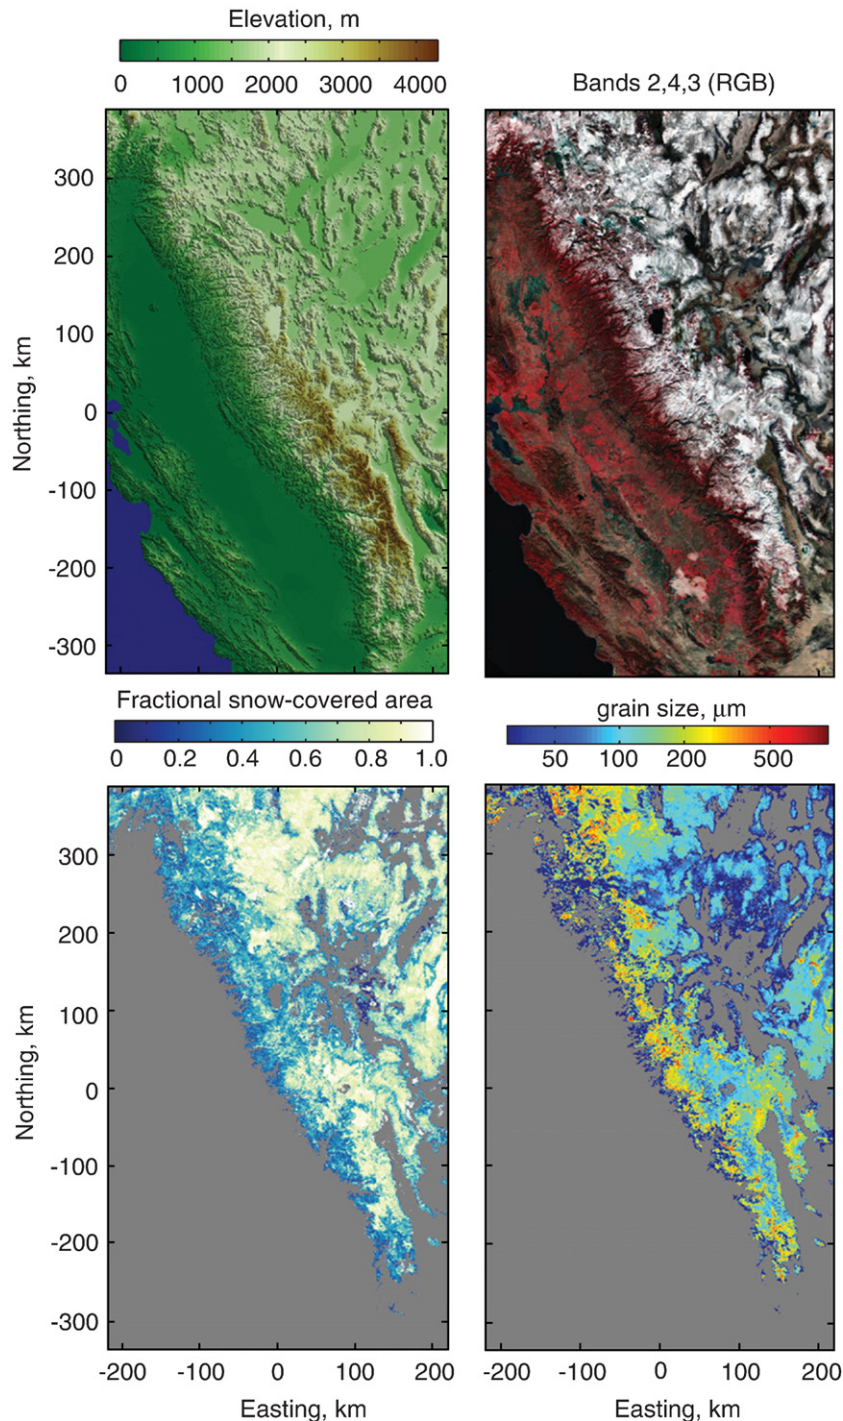 Elevation, m
0 1000 2000 3000 4000
Bands 2,4,3 (RGB)
Northing, km
300
200
100
0
-100
-200
-300
Fractional snow-covered area
0 0.2 0.4 0.6 0.8 1.0
grain size, μm
50 100 200 500
Northing, km
300
200
100
0
-100
-200
-300
-200 -100 0 100 200
Easting, km
-200 -100 0 100 200
Easting, km